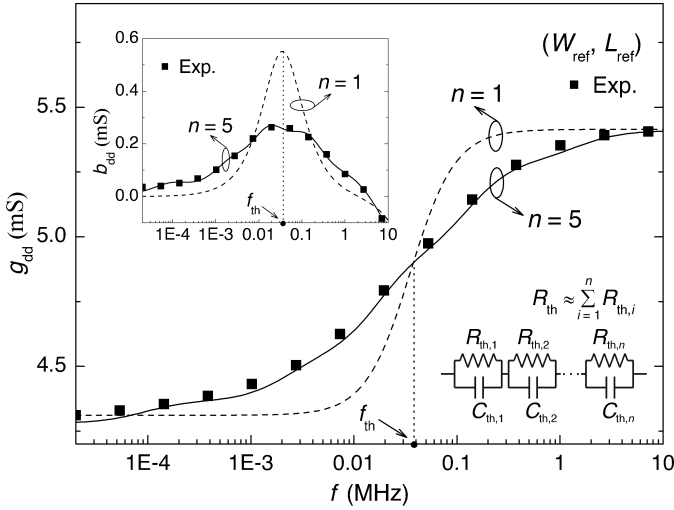 0.6
0.4
0.2
0.0
b_dd (mS)
Exp.
n = 1
n = 5
f_th
1E-4 1E-3 0.01 0.1 1 10
(W_ref, L_ref)
Exp.
n = 1
n = 5
5.5
5.0
4.5
g_dd (mS)
R_th ≈ \sum_{i = 1}^{n} R_th,i
R_th,1 R_th,2 R_th,n
C_th,1 C_th,2 C_th,n
f_th
1E-4 1E-3 0.01 0.1 1 10
f (MHz)